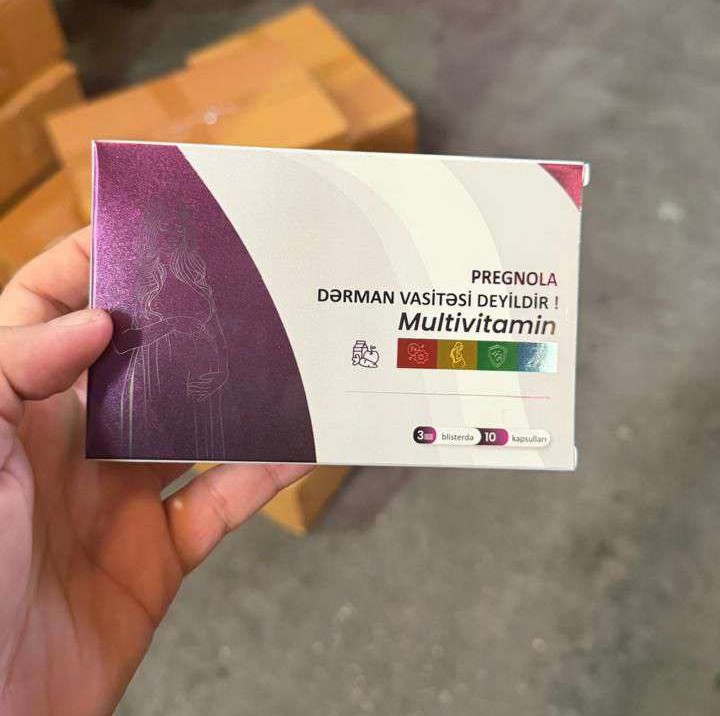 PREGNOLA
DƏRMAN VASİTƏSİ DEYİLDİR !
Multivitamin
3 blisterdə 10 kapsulları